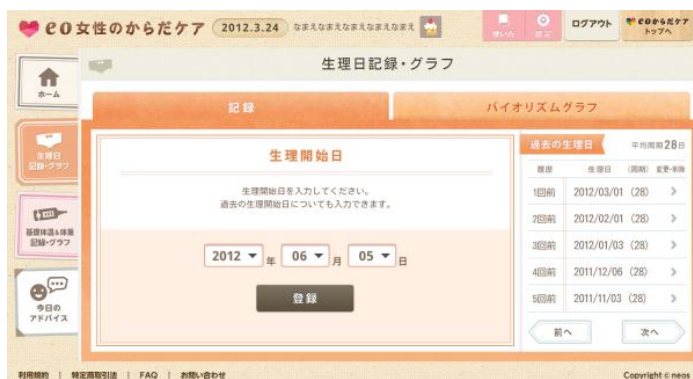 eo女性のからだケア
2012.3.24
なまえなまえなまえなまえなまえ
使い方
設定
ログアウト
eoからだケア
トップへ
ホーム
生理日
記録・グラフ
基礎体温&体重
記録・グラフ
今日の
アドバイス
生理日記録・グラフ
記録
バイオリズムグラフ
生理開始日
生理開始日を入力してください。
過去の生理開始日についても入力できます。
2012 年 06 月 05 日
登録
過去の生理日 平均周期28日
履歴 生理日 (周期) 変更・削除
1回前 2012/03/01 (28)
2回前 2012/02/01 (28)
3回前 2012/01/03 (28)
4回前 2011/12/06 (28)
5回前 2011/11/03 (28)
前へ 次へ
利用規約 | 特定商取引法 | FAQ | お問い合わせ
Copyright © neos